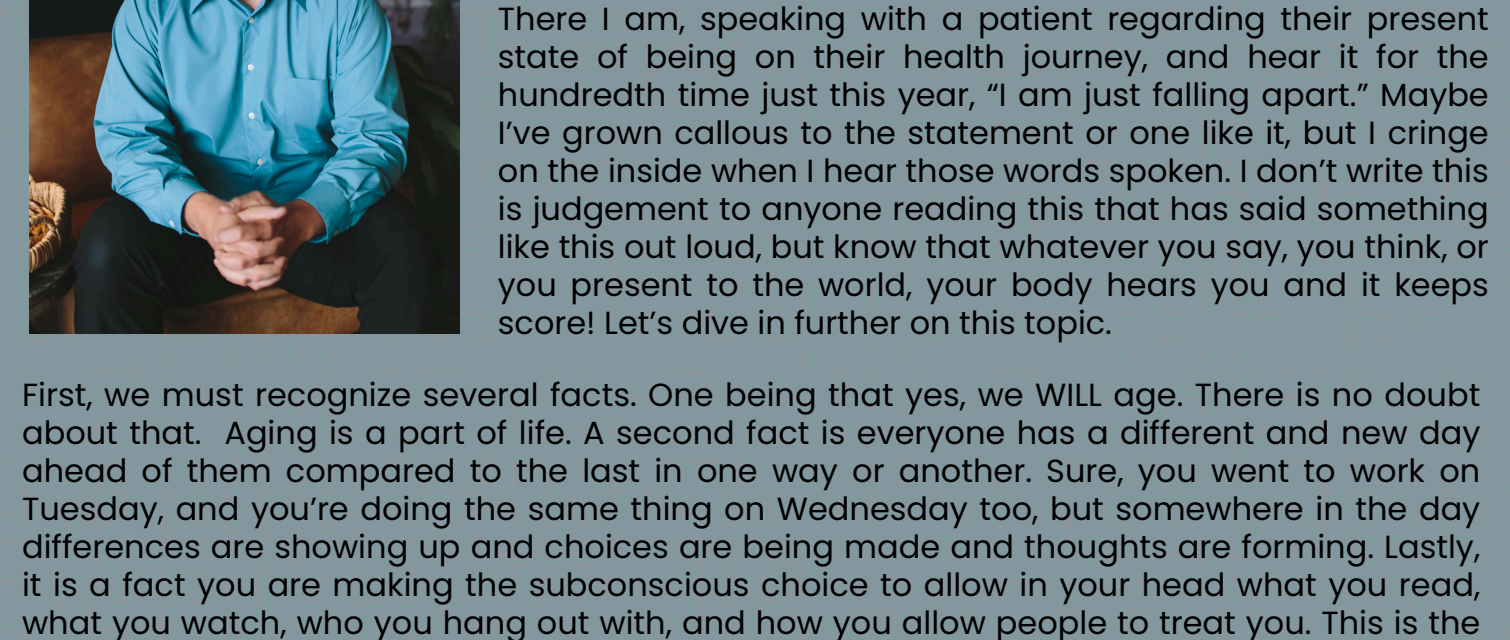 There I am, speaking with a patient regarding their present
state of being on their health journey, and hear it for the
hundredth time just this year, “I am just falling apart.” Maybe
I’ve grown callous to the statement or one like it, but I cringe
on the inside when I hear those words spoken. I don’t write this
is judgement to anyone reading this that has said something
like this out loud, but know that whatever you say, you think, or
you present to the world, your body hears you and it keeps
score! Let’s dive in further on this topic.
First, we must recognize several facts. One being that yes, we WILL age. There is no doubt
about that.  Aging is a part of life. A second fact is everyone has a different and new day
ahead of them compared to the last in one way or another. Sure, you went to work on
Tuesday, and you’re doing the same thing on Wednesday too, but somewhere in the day
differences are showing up and choices are being made and thoughts are forming. Lastly,
it is a fact you are making the subconscious choice to allow in your head what you read,
what you watch, who you hang out with, and how you allow people to treat you. This is the